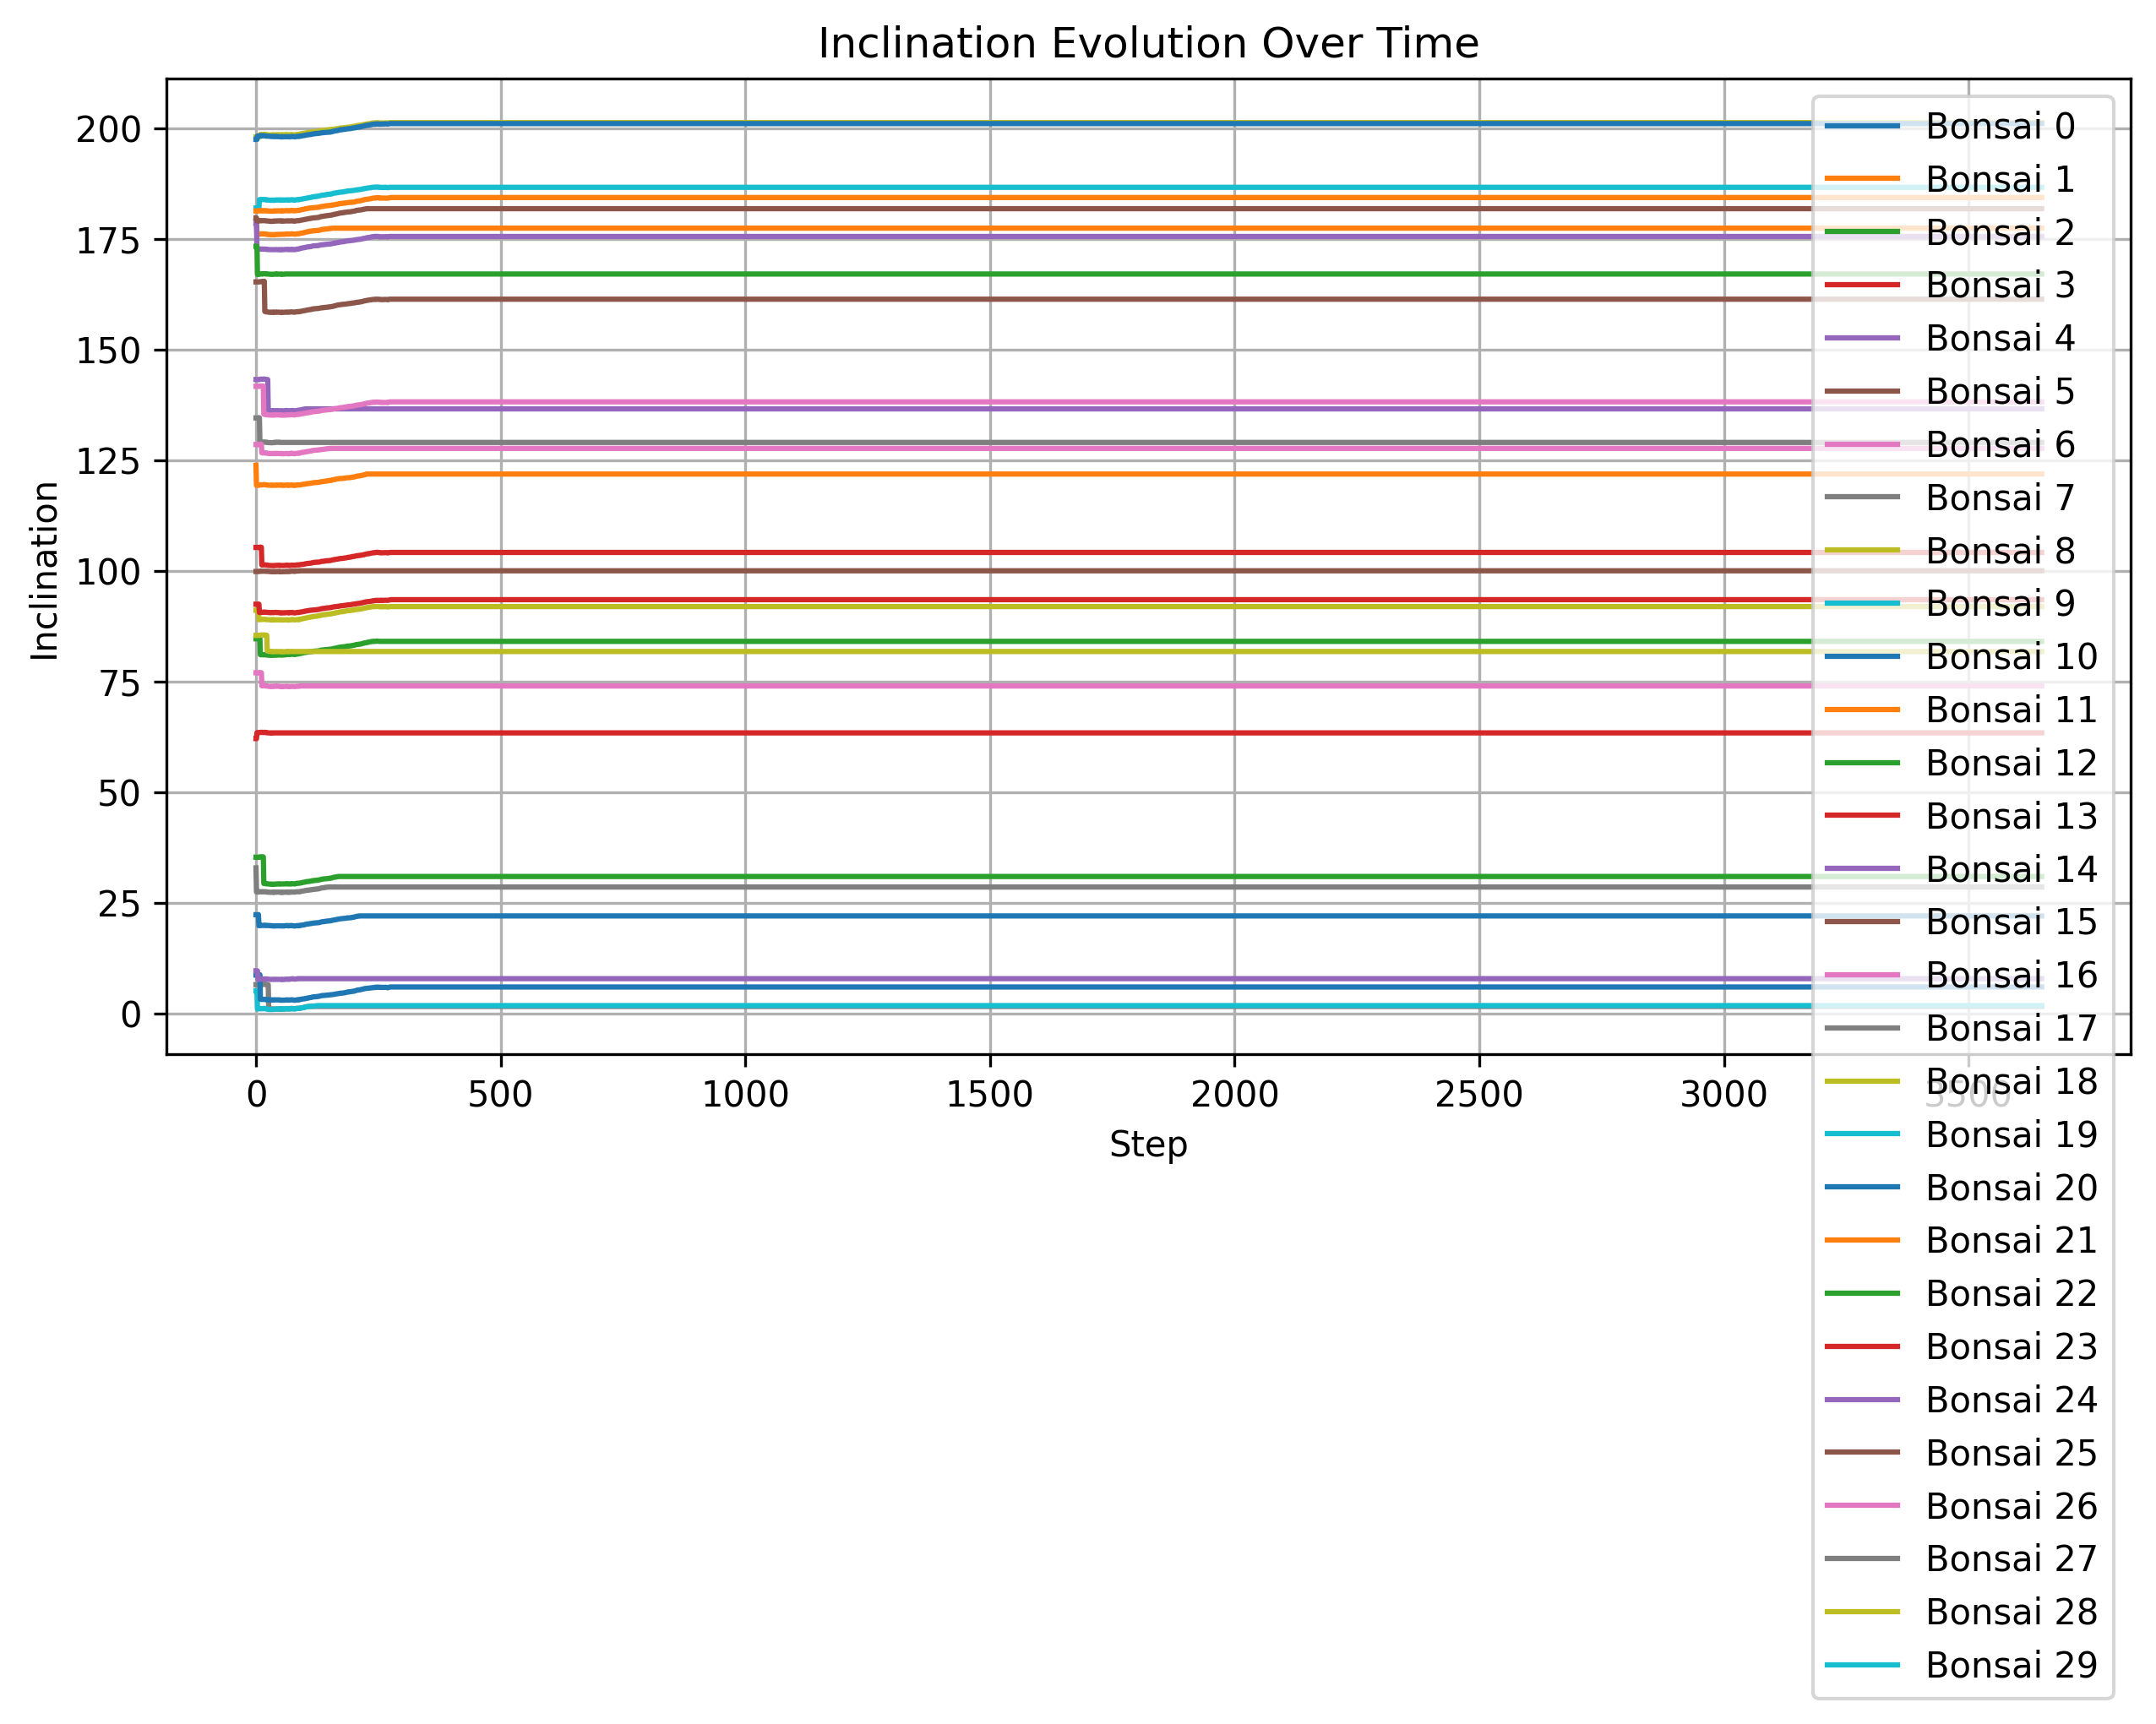 Inclination Evolution Over Time
Inclination
200
175
150
125
100
75
50
25
0
0
500
1000
1500
2000
2500
3000
3500
Step
Bonsai 0
Bonsai 1
Bonsai 2
Bonsai 3
Bonsai 4
Bonsai 5
Bonsai 6
Bonsai 7
Bonsai 8
Bonsai 9
Bonsai 10
Bonsai 11
Bonsai 12
Bonsai 13
Bonsai 14
Bonsai 15
Bonsai 16
Bonsai 17
Bonsai 18
Bonsai 19
Bonsai 20
Bonsai 21
Bonsai 22
Bonsai 23
Bonsai 24
Bonsai 25
Bonsai 26
Bonsai 27
Bonsai 28
Bonsai 29